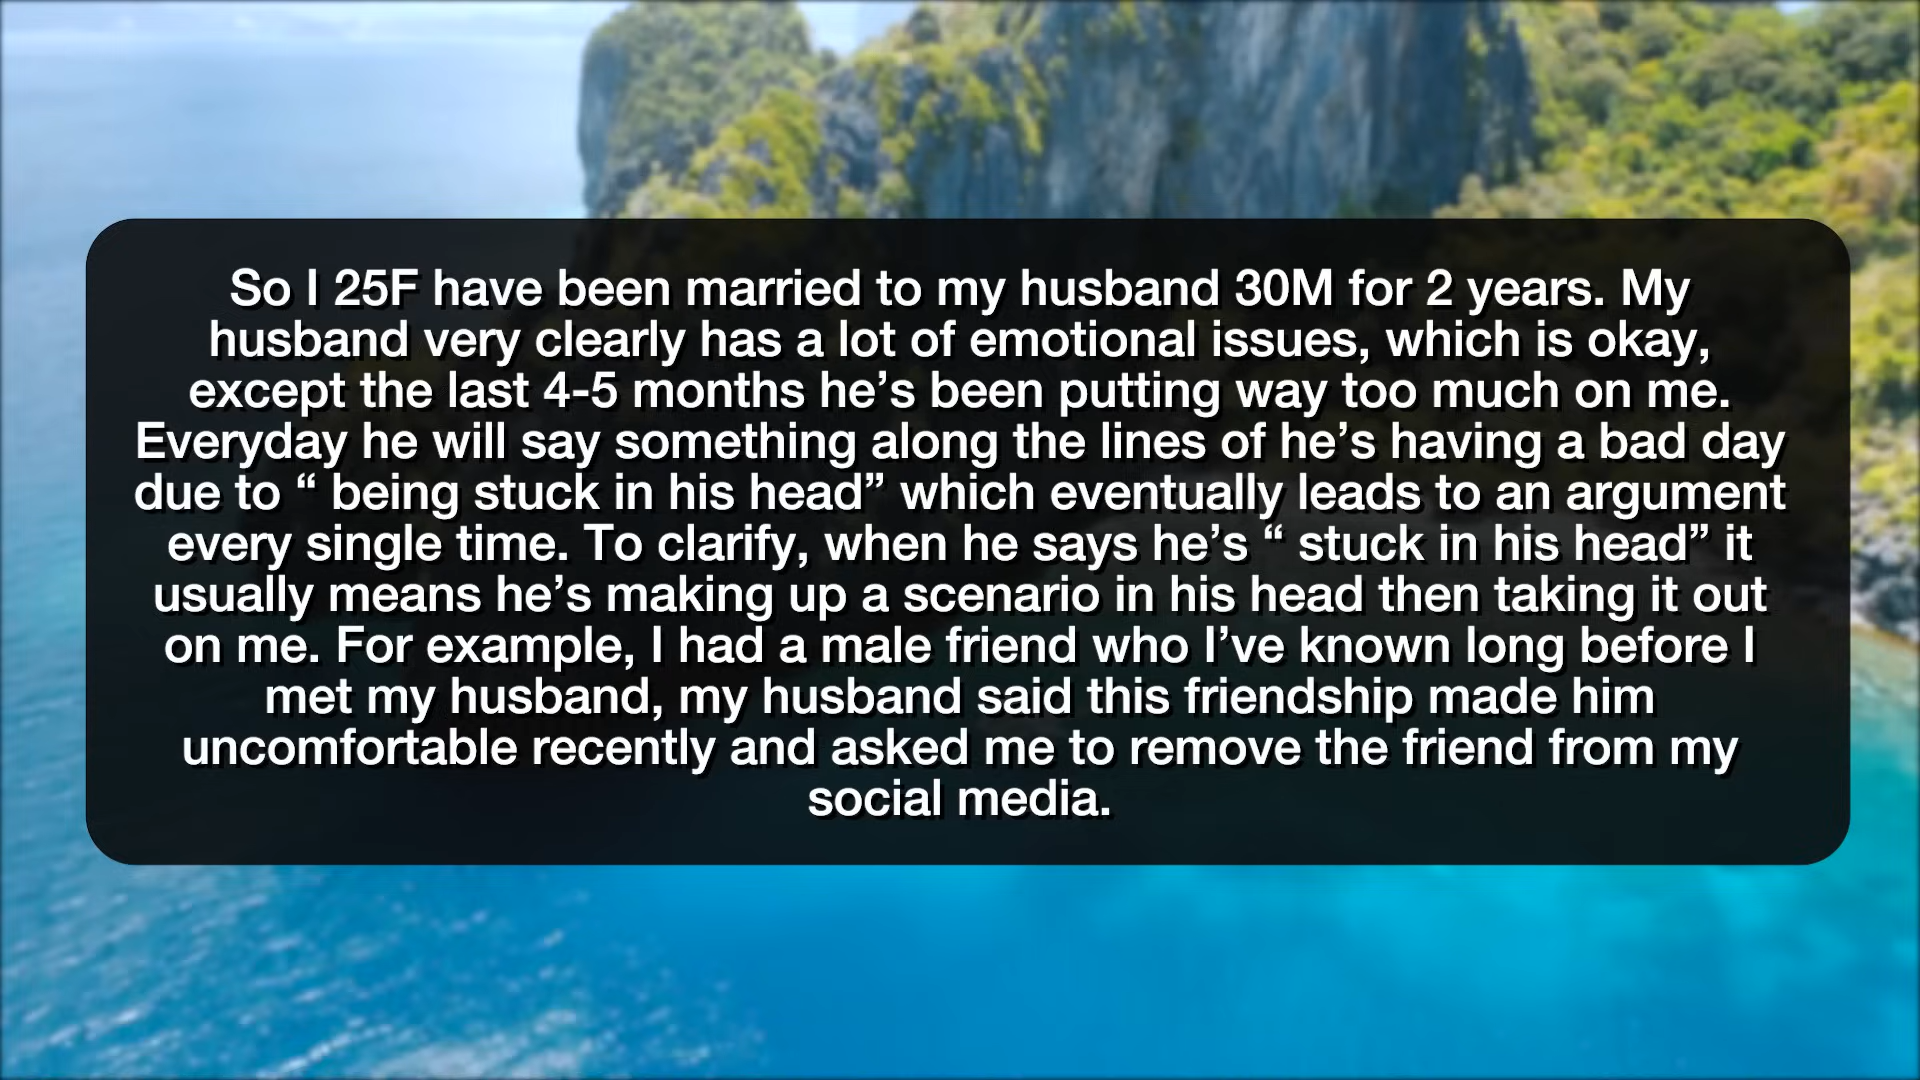 So I 25F have been married to my husband 30M for 2 years. My
husband very clearly has a lot of emotional issues, which is okay,
except the last 4-5 months he’s been putting way too much on me.
Everyday he will say something along the lines of he’s having a bad day
due to “ being stuck in his head” which eventually leads to an argument
every single time. To clarify, when he says he’s “ stuck in his head” it
usually means he’s making up a scenario in his head then taking it out
on me. For example, I had a male friend who I’ve known long before I
met my husband, my husband said this friendship made him
uncomfortable recently and asked me to remove the friend from my
social media.